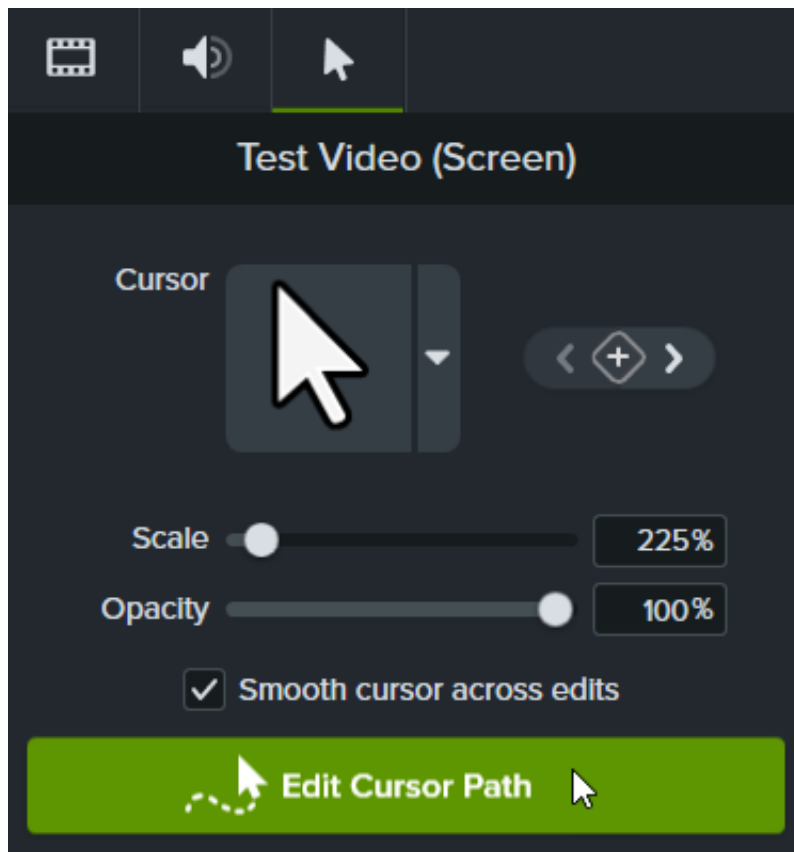 Test Video (Screen)
Cursor
Scale 225%
Opacity 100%
Smooth cursor across edits
Edit Cursor Path